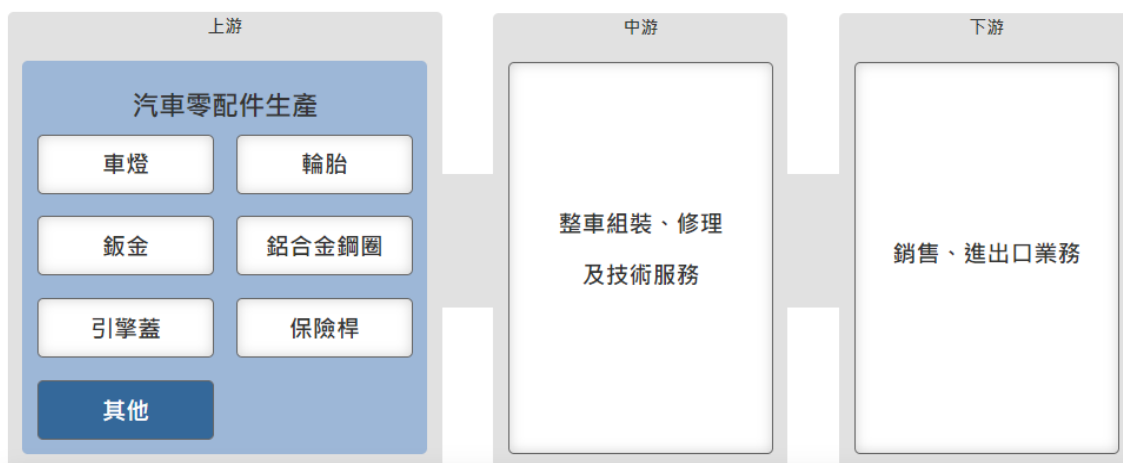 上游
汽車零配件生產
車燈
輪胎
鈑金
鋁合金鋼圈
引擎蓋
保險桿
其他
中游
整車組裝、修理
及技術服務
下游
銷售、進出口業務